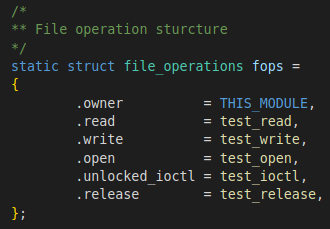 /*
** File operation sturcture
*/
static struct file_operations fops =
{
        .owner          = THIS_MODULE,
        .read           = test_read,
        .write          = test_write,
        .open           = test_open,
        .unlocked_ioctl = test_ioctl,
        .release        = test_release,
};